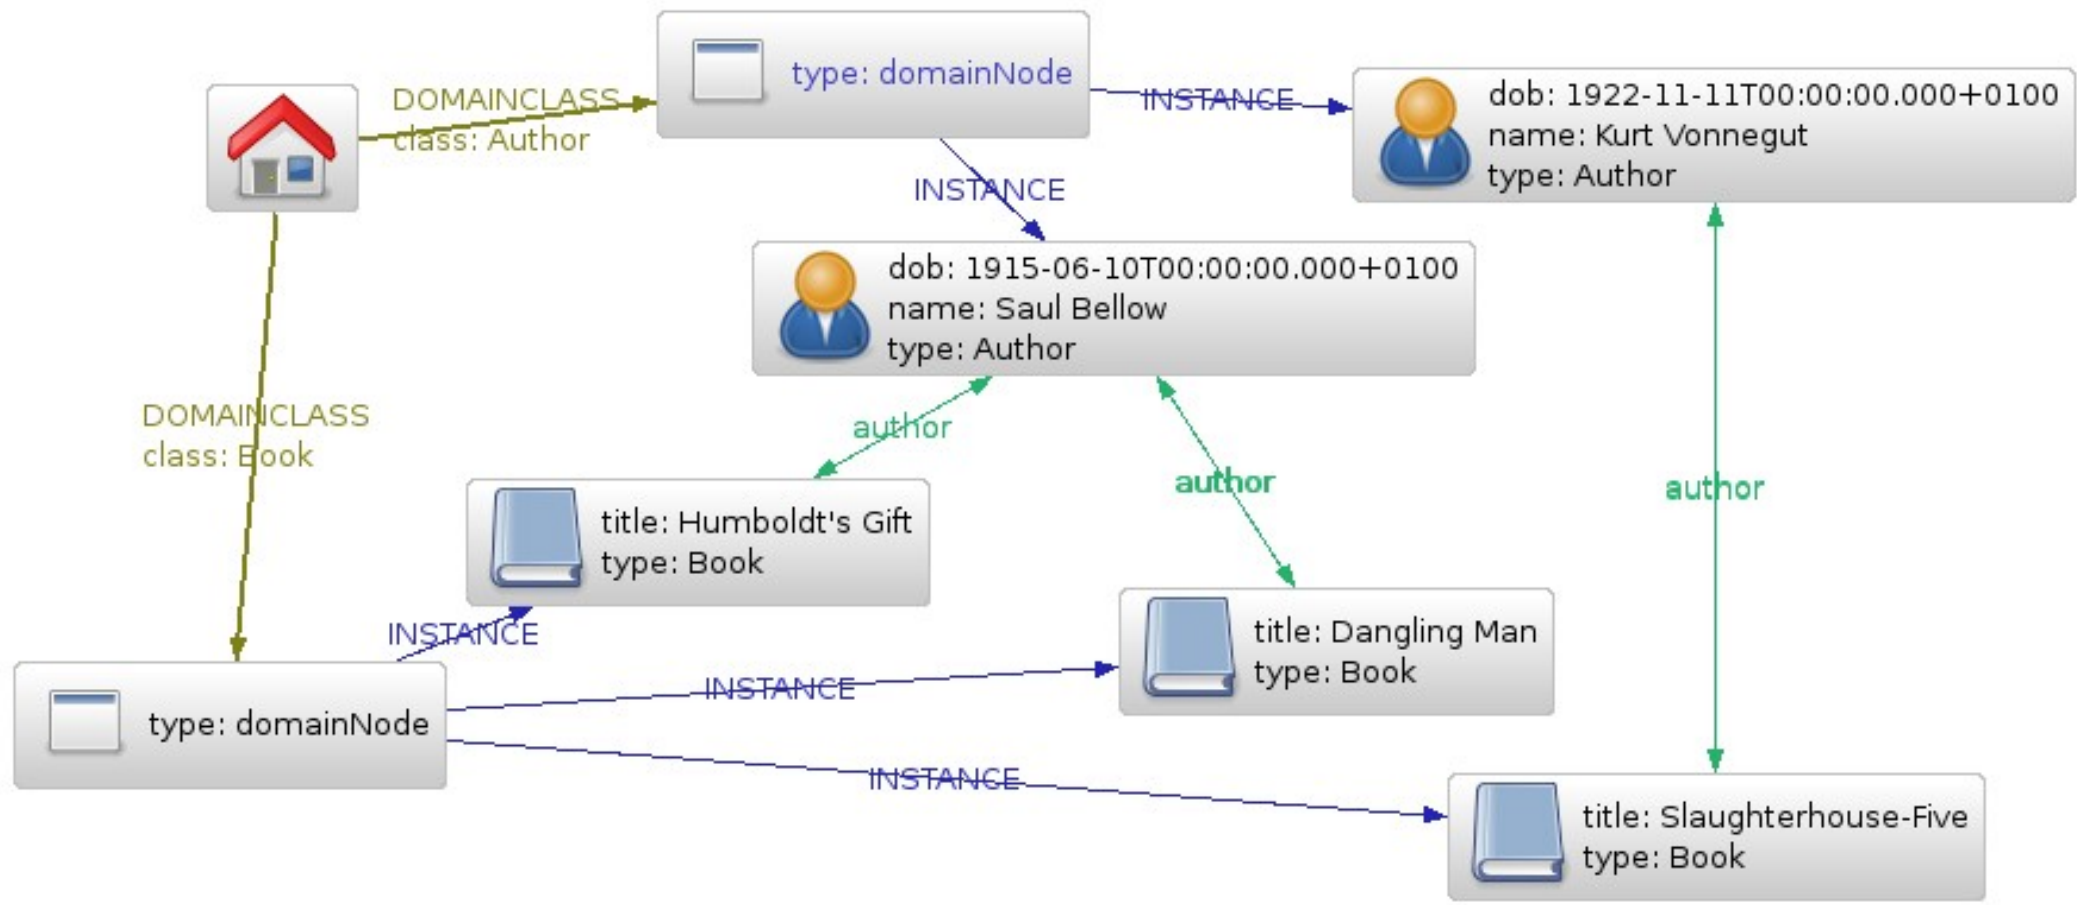 type: domainNode
DOMAINCLASS
class: Author
INSTANCE
dob: 1922-11-11T00:00:00.000+0100
name: Kurt Vonnegut
type: Author
INSTANCE
dob: 1915-06-10T00:00:00.000+0100
name: Saul Bellow
type: Author
DOMAINCLASS
class: Book
author
author
author
title: Humboldt's Gift
type: Book
INSTANCE
title: Dangling Man
type: Book
INSTANCE
type: domainNode
INSTANCE
title: Slaughterhouse-Five
type: Book